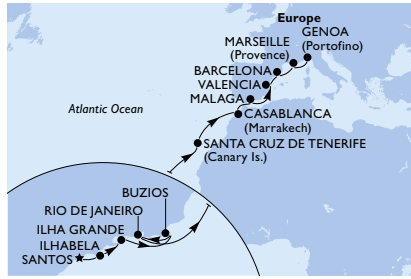 Europe
GENOA
(Portofino)
MARSEILLE
(Provence)
BARCELONA
VALENCIA
MALAGA
CASABLANCA
(Marrakech)
Atlantic Ocean
SANTA CRUZ DE TENERIFE
(Canary Is.)
BUZIOS
RIO DE JANEIRO
ILHA GRANDE
ILHABELA
SANTOS